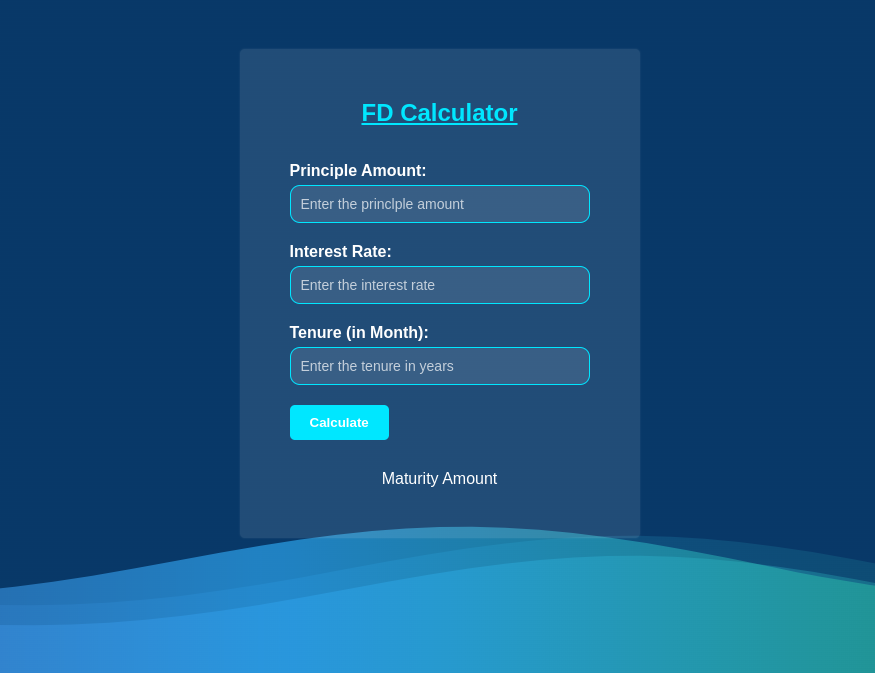 FD Calculator
Principle Amount:
Enter the princlple amount
Interest Rate:
Enter the interest rate
Tenure (in Month):
Enter the tenure in years
Calculate
Maturity Amount